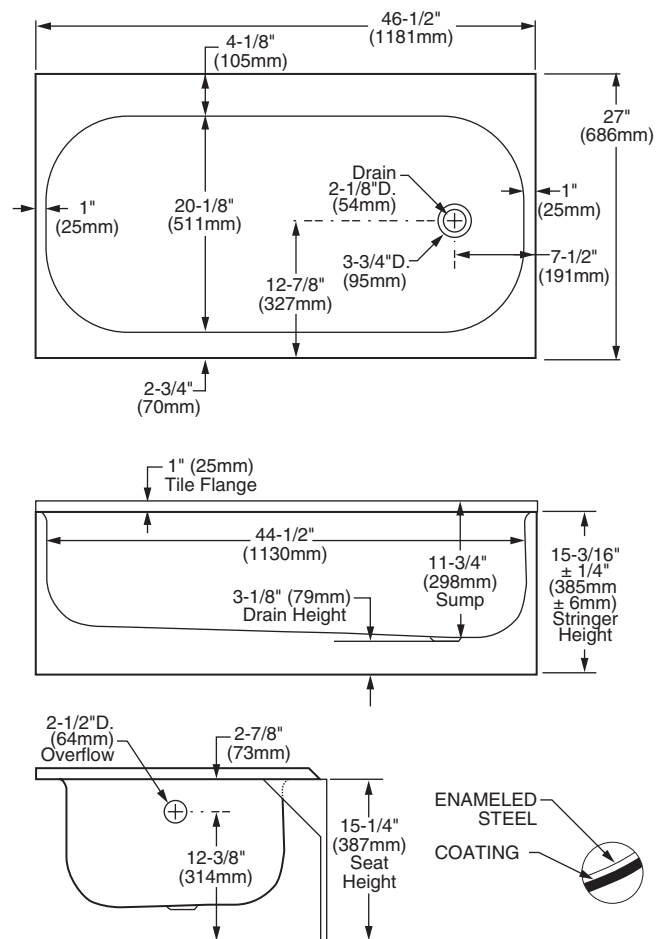 46-1/2"
(1181mm)
4-1/8"
(105mm)
27"
(686mm)
Drain
2-1/8"D.
(54mm)
1"
(25mm)
20-1/8"
(511mm)
1"
(25mm)
3-3/4"D.
(95mm)
7-1/2"
(191mm)
12-7/8"
(327mm)
2-3/4"
(70mm)
1" (25mm)
Tile Flange
44-1/2"
(1130mm)
11-3/4"
(298mm)
Sump
15-3/16"
± 1/4"
(385mm
± 6mm)
Stringer
Height
3-1/8" (79mm)
Drain Height
2-1/2"D.
(64mm)
Overflow
2-7/8"
(73mm)
12-3/8"
(314mm)
15-1/4"
(387mm)
Seat
Height
ENAMELED
STEEL
COATING